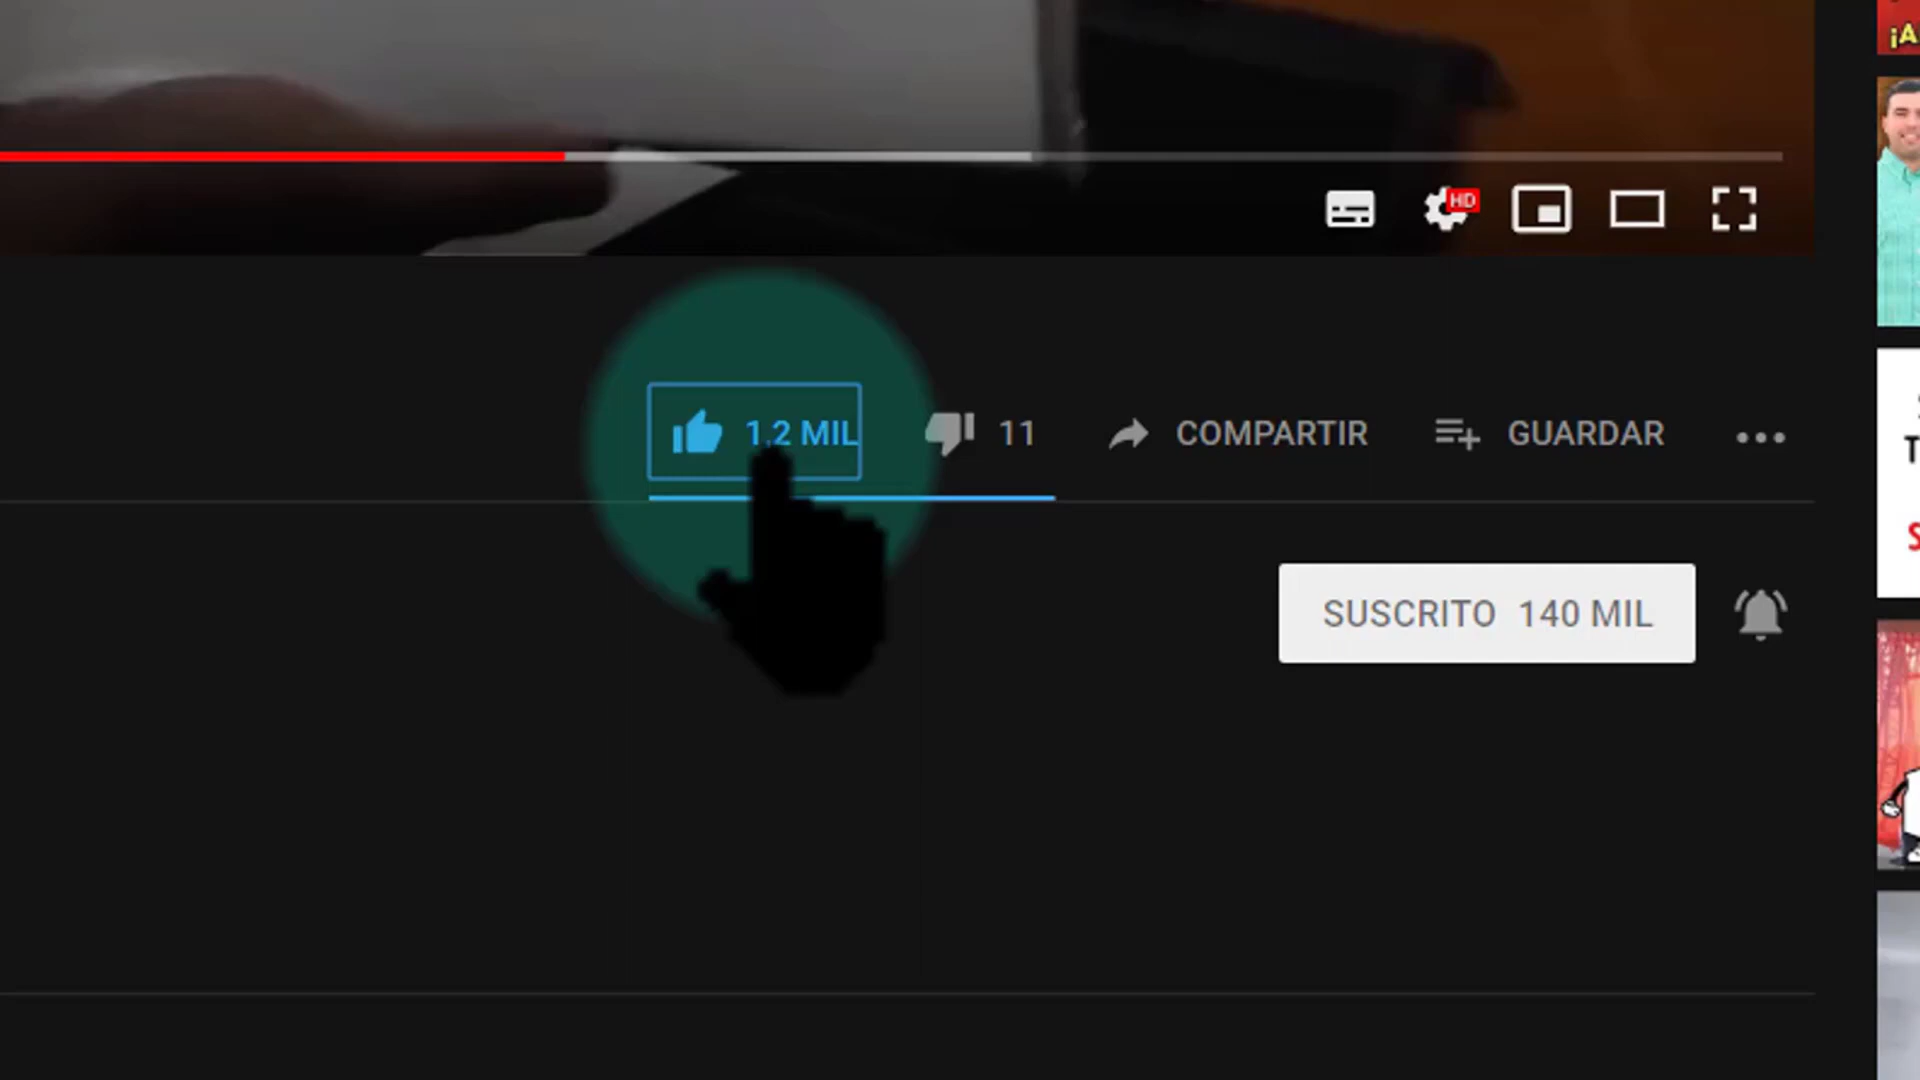 ¡A
HD
1,2 MIL
11
COMPARTIR
GUARDAR
SUSCRITO 140 MIL
T
S